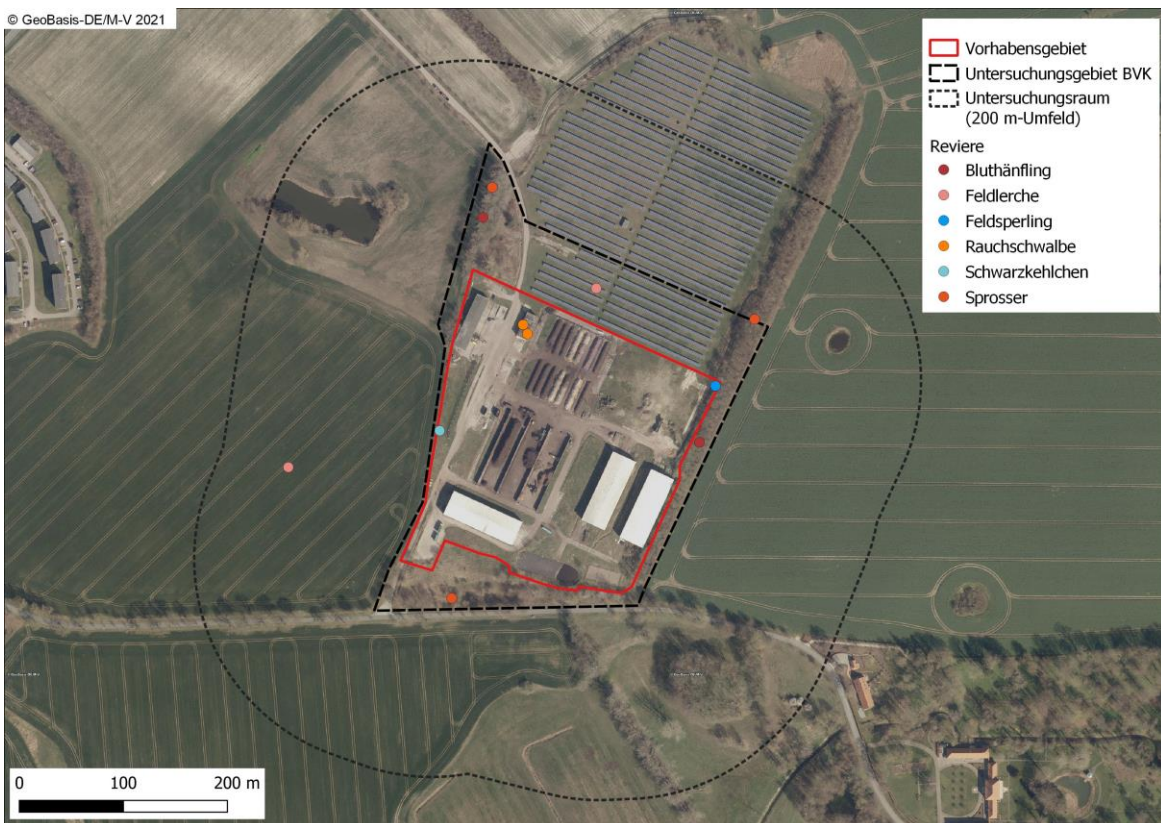 © GeoBasis-DE/M-V 2021
Vorhabensgebiet
Untersuchungsgebiet BVK
Untersuchungsraum
(200 m-Umfeld)
Reviere
Bluthänfling
Feldlerche
Feldsperling
Rauchschwalbe
Schwarzkehlchen
Sprosser
0 100 200 m